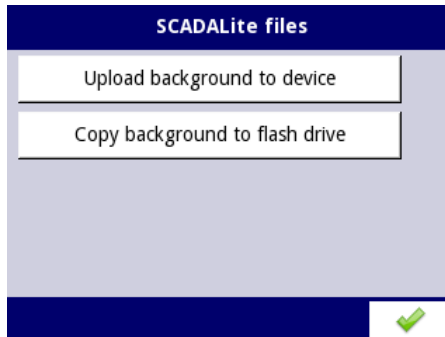 SCADALite files
Upload background to device
Copy background to flash drive